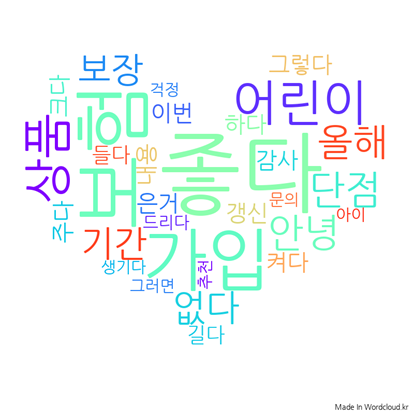 보장
걱정
그렇다
크다
험
보험
이번
어린이
상품
하다
올해
들다
내용
좋다
감사
단점
은거
문의
주다
드리다
갱신
아이
기간
가입
안녕
생기다
추천
켜다
그러면
없다
길다
Made In Wordcloud.kr